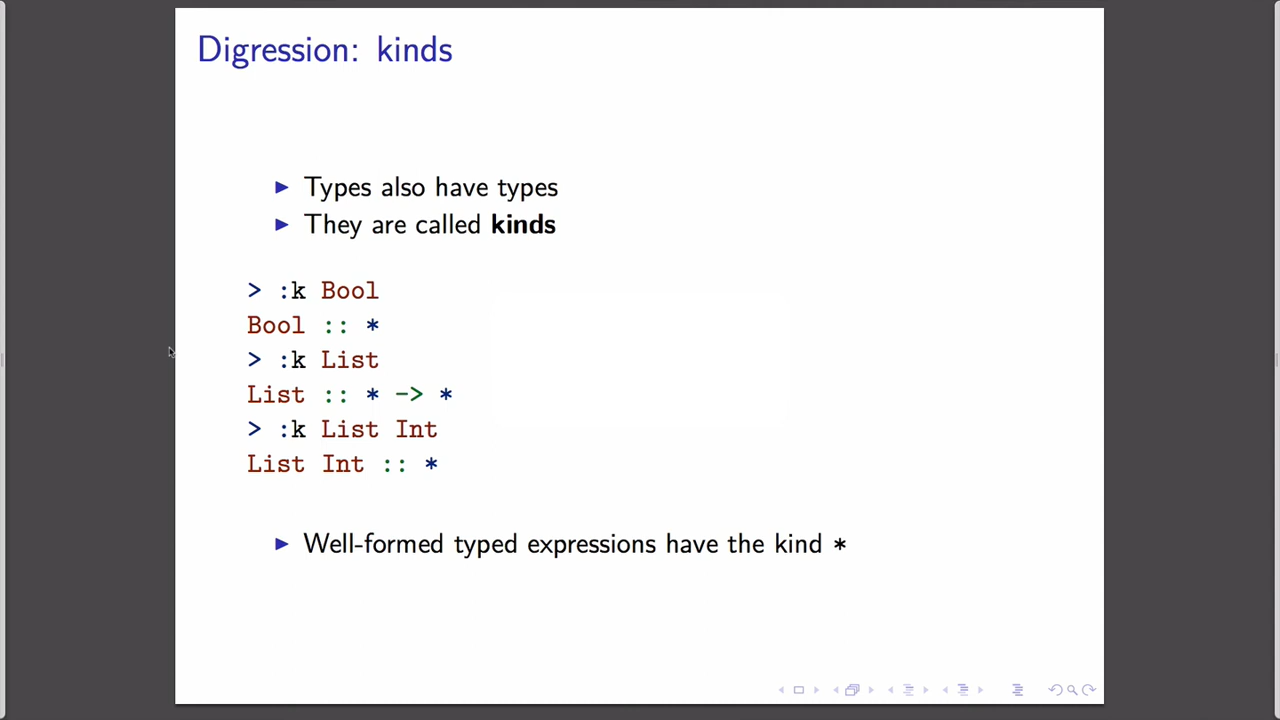 Digression: kinds
▶ Types also have types
▶ They are called kinds
> :k Bool
Bool :: *
> :k List
List :: * -> *
> :k List Int
List Int :: *
▶ Well-formed typed expressions have the kind *